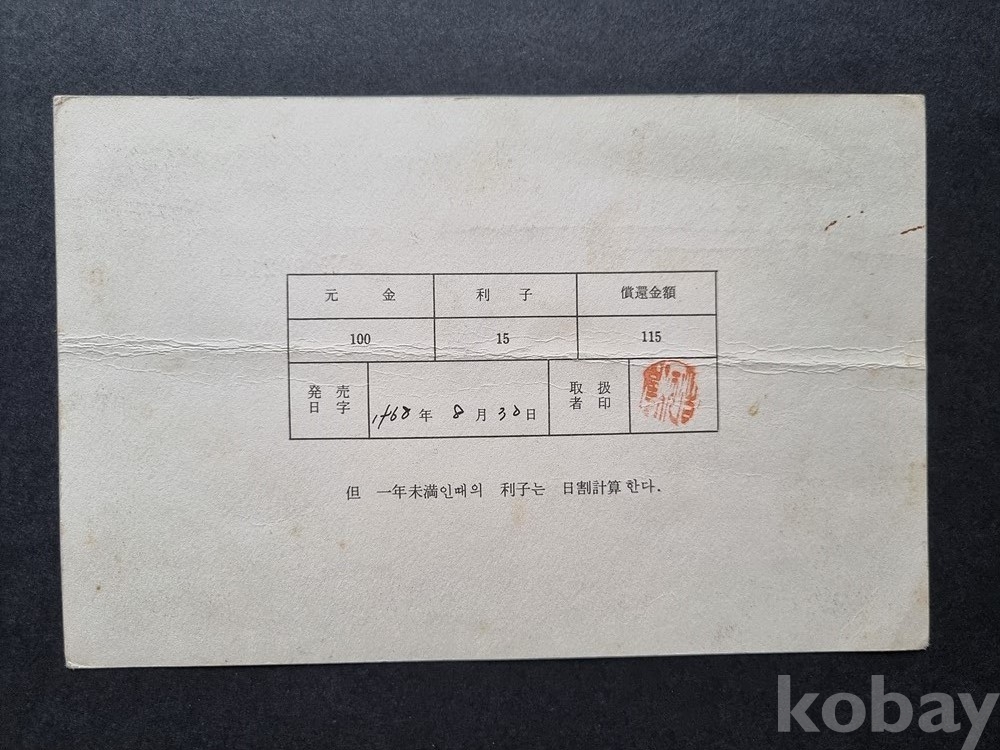 元 金 利 子 償還金額
100 15 115
発 売 取 扱
日 字 者 印
1968 年 8 月 30 日
但 一年未満인때의 利子는 日割計算한다.
kobay